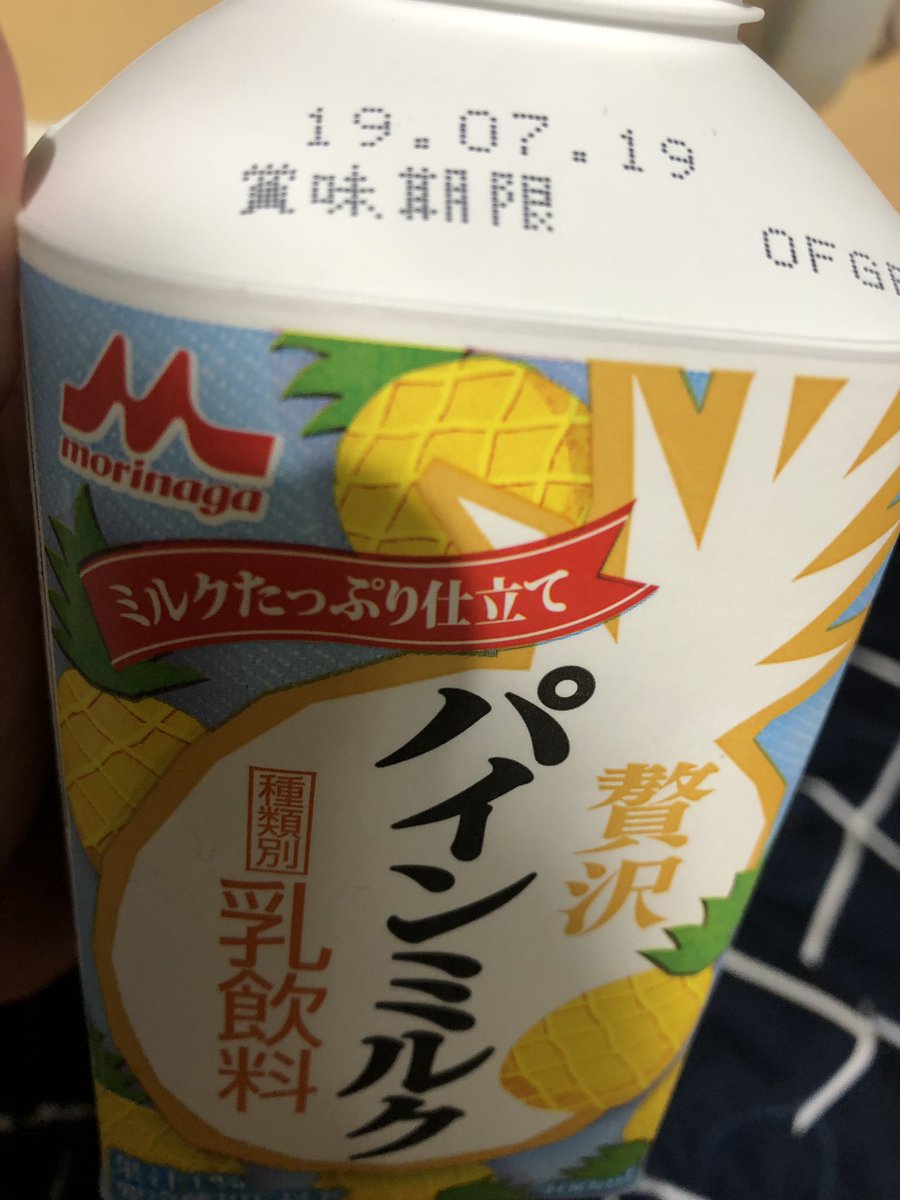 19.07.19
賞味期限
morinaga
ミルクたっぷり仕立て
贅沢
パインミルク
種類別
乳飲料